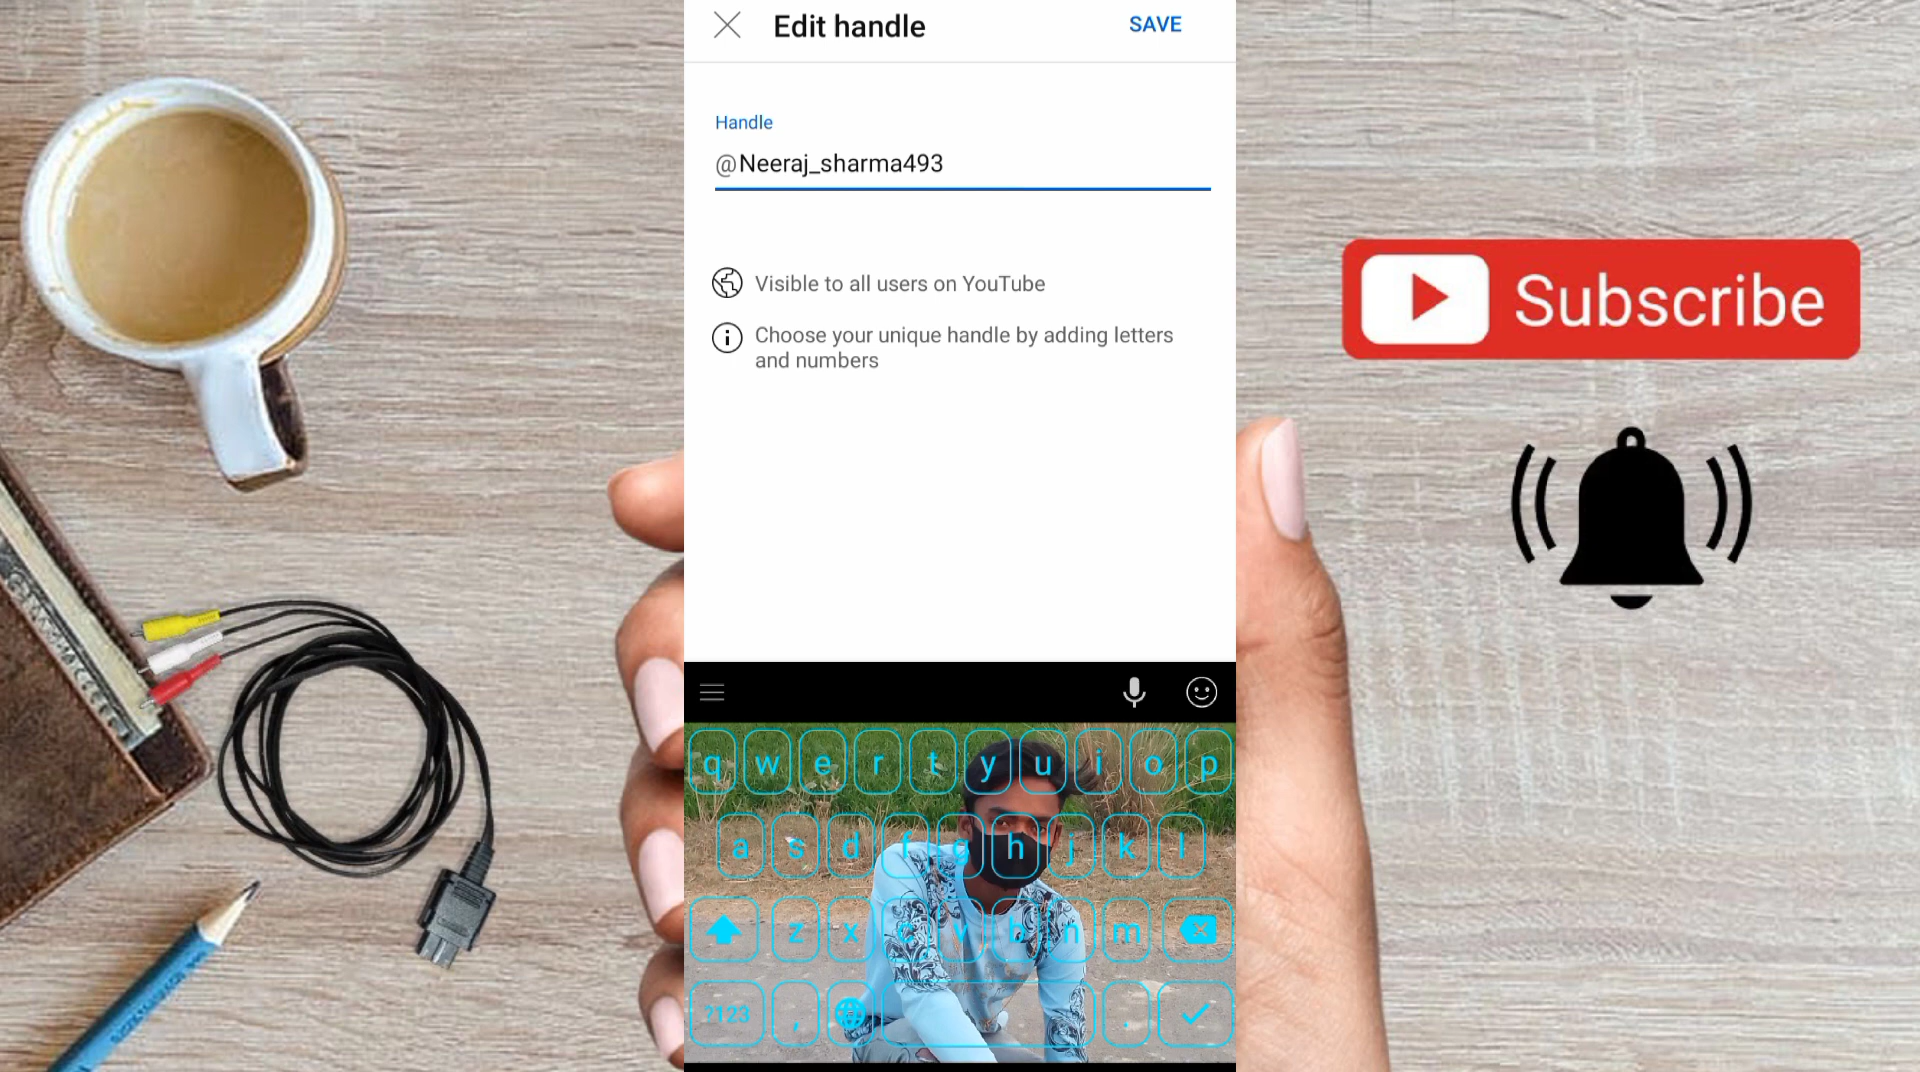 Edit handle
SAVE
Handle
@Neeraj_sharma493
Visible to all users on YouTube
Choose your unique handle by adding letters
and numbers
Subscribe
q w e r t y u i o p
a s d f g h j k l
z x c v b n m
?123 , .